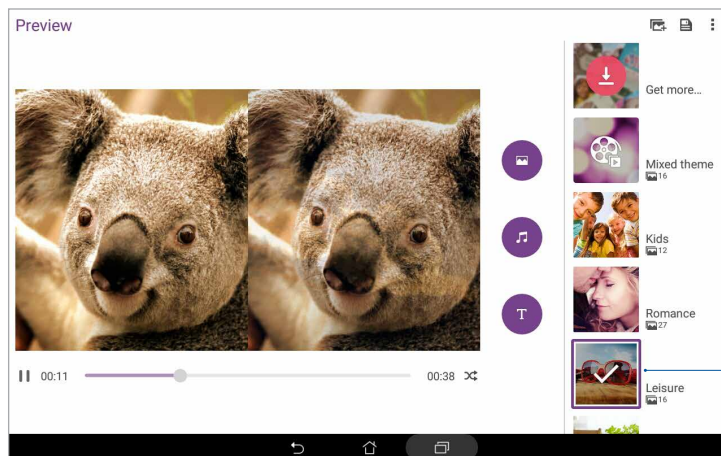 Preview
Get more...
Mixed theme
16
Kids
12
Romance
27
Leisure
16
T
00:11
00:38